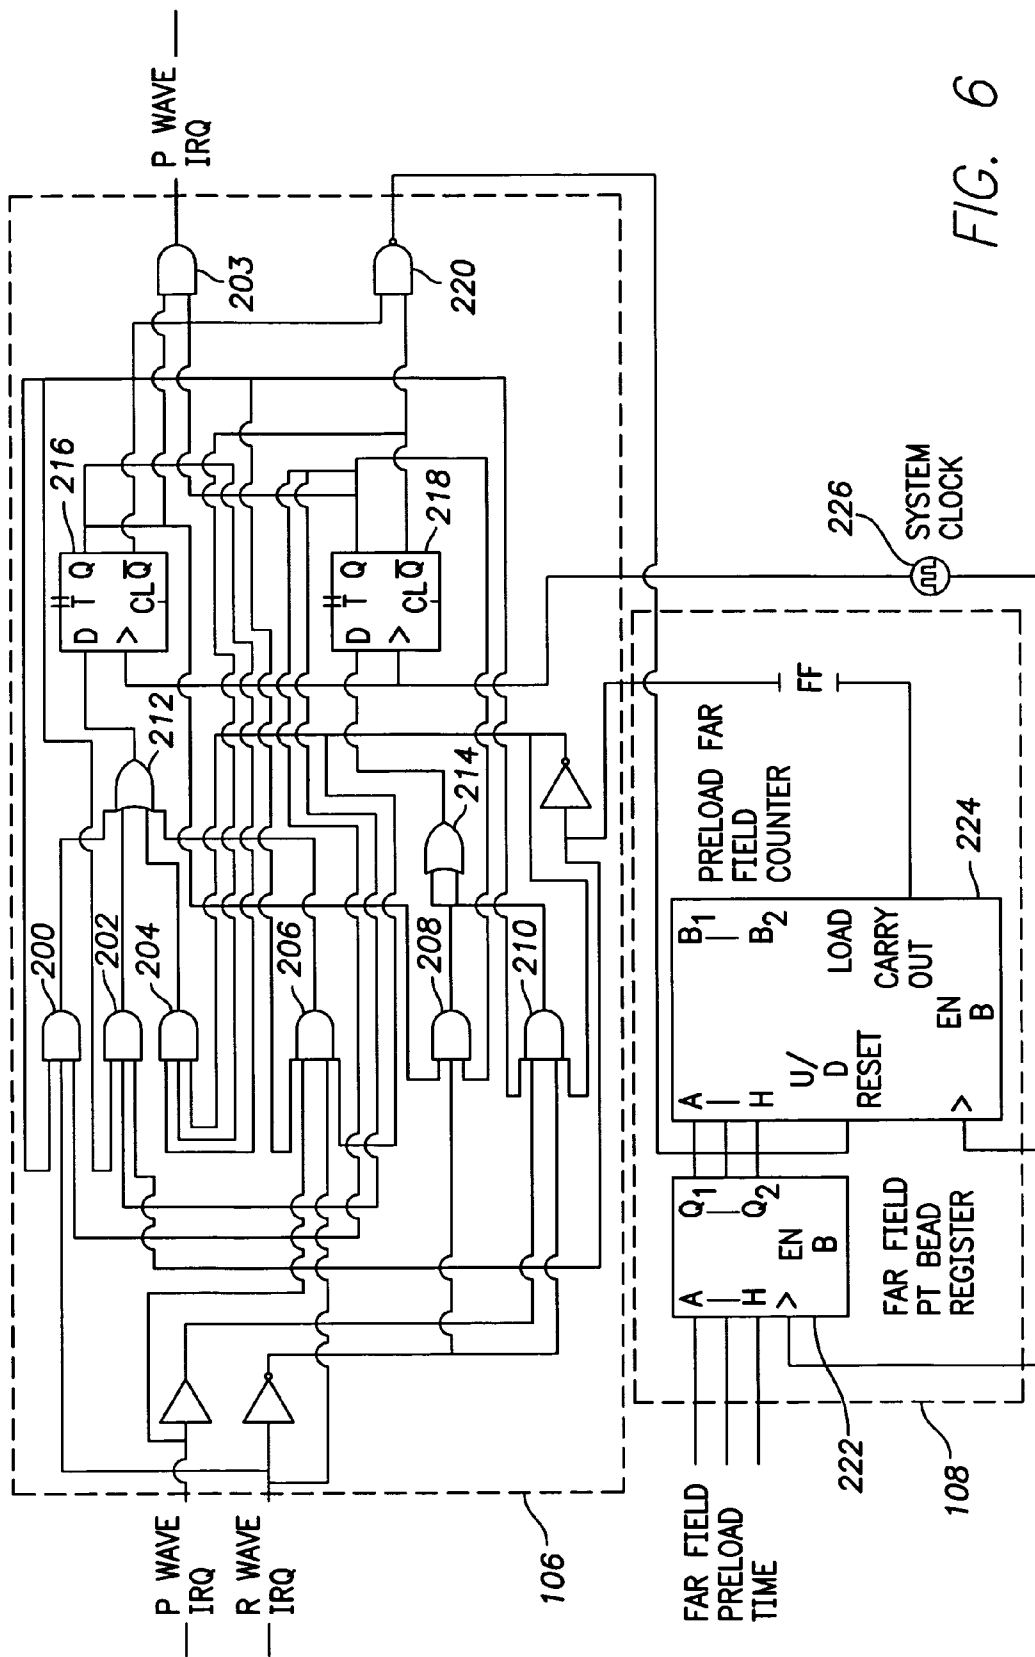 P WAVE
IRQ
R WAVE
IRQ
106
200
202
204
206
208
210
212
214
216
D T Q
> CL Q̅
218
D T Q
> CL Q̅
203
P WAVE
IRQ
220
FAR FIELD
PRELOAD
TIME
222
A
H
>
Q1
Q2
EN
B
FAR FIELD
PT BEAD
REGISTER
108
A
H
U/
D
RESET
>
B1
B2
LOAD
CARRY
OUT
EN
B
224
PRELOAD FAR
FIELD
COUNTER
FF
226
SYSTEM
CLOCK
FIG. 6